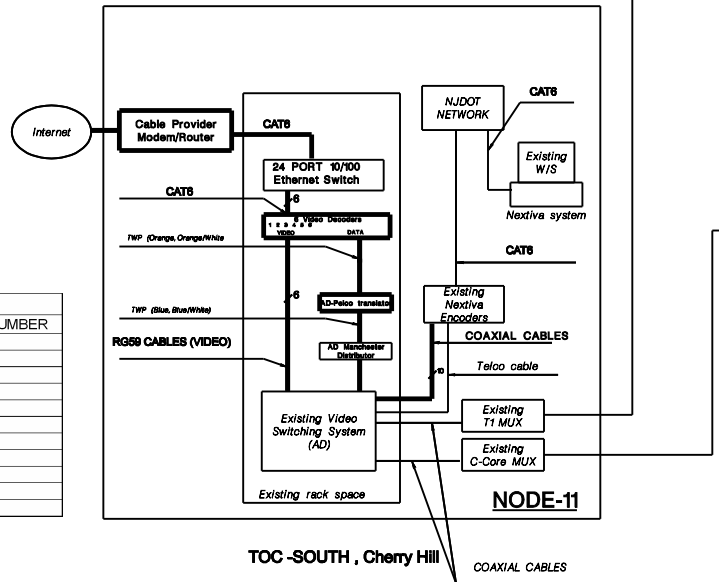 Internet
Cable Provider
Modem/Router
CAT6
24 PORT 10/100
Ethernet Switch
CAT6
6
6 Video Decoders
1 2 3 4 5 6
VIDEO
DATA
TWP (Orange, Orange/White
6
AD-Pelco translator
TWP (Blue, Blue/White)
RG59 CABLES (VIDEO)
AD Manchester
Distributor
Existing Video
Switching System
(AD)
Existing rack space
NJDOT
NETWORK
CAT6
Existing
W/S
Nextiva system
CAT6
Existing
Nextiva
Encoders
COAXIAL CABLES
10
Telco cable
Existing
T1 MUX
Existing
C-Core MUX
NODE-11
TOC -SOUTH , Cherry Hill
COAXIAL CABLES
UMBER